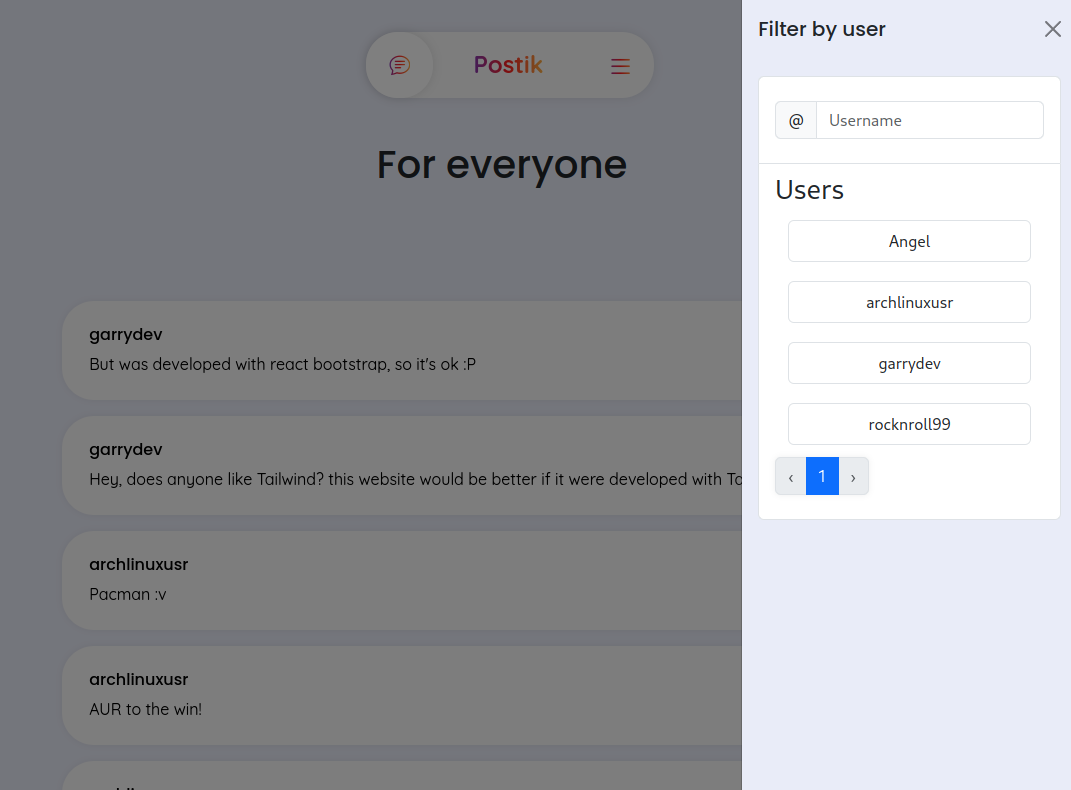 Postik
For everyone
garrydev
But was developed with react bootstrap, so it's ok :P
garrydev
Hey, does anyone like Tailwind? this website would be better if it were developed with
archlinuxusr
Pacman :v
archlinuxusr
AUR to the win!
Filter by user
@ Username
Users
Angel
archlinuxusr
garrydev
rocknroll99
‹ 1 ›